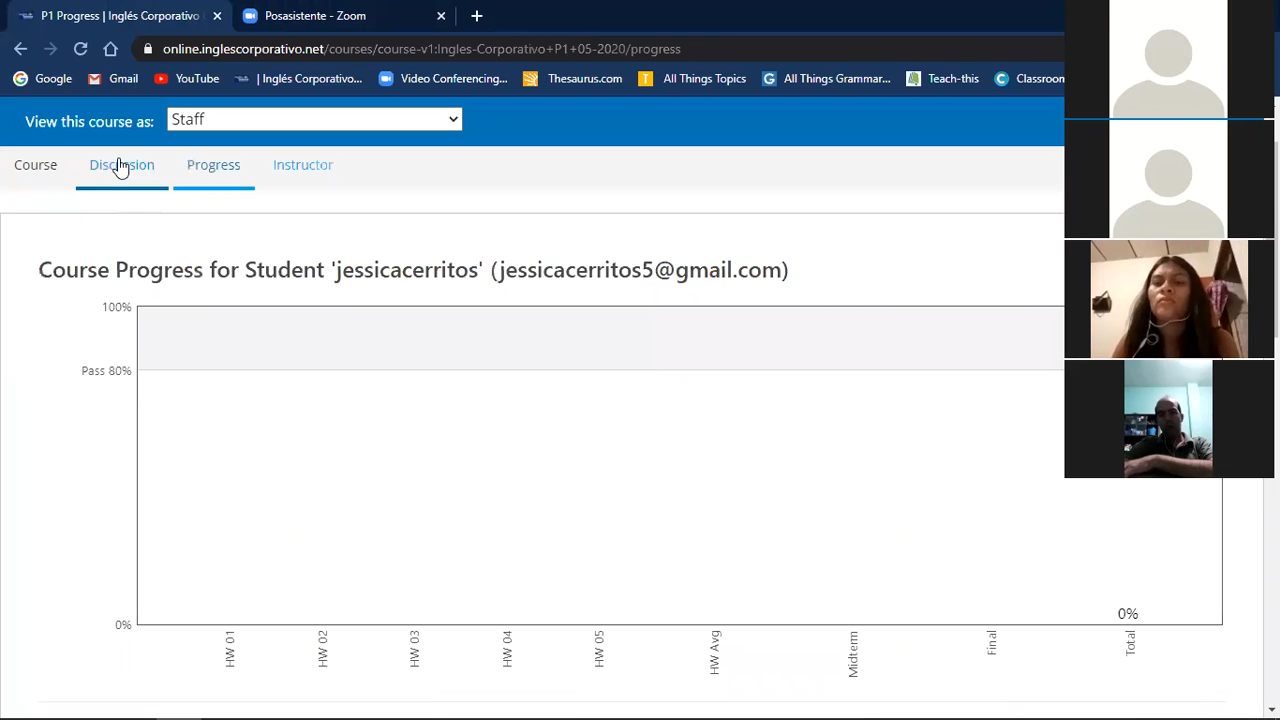 P1 Progress | Inglés Corporativo
Posasistente - Zoom
online.inglescorporativo.net/courses/course-v1:Ingles-Corporativo+P1+05-2020/progress
Google
Gmail
YouTube
| Inglés Corporativo...
Video Conferencing...
Thesaurus.com
All Things Topics
All Things Grammar...
Teach-this
Classroom
View this course as:
Staff
Course
Discussion
Progress
Instructor
Course Progress for Student 'jessicacerritos' (jessicacerritos5@gmail.com)
100%
Pass 80%
0%
0%
HW 01
HW 02
HW 03
HW 04
HW 05
HW Avg
Midterm
Final
Total